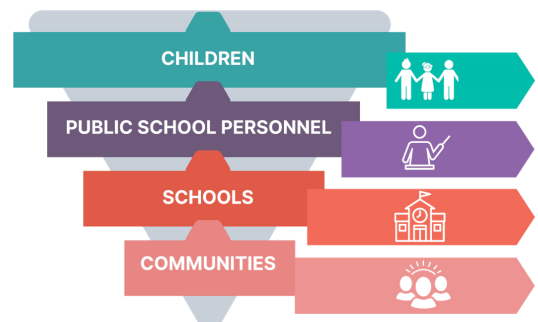 CHILDREN
PUBLIC SCHOOL PERSONNEL
SCHOOLS
COMMUNITIES